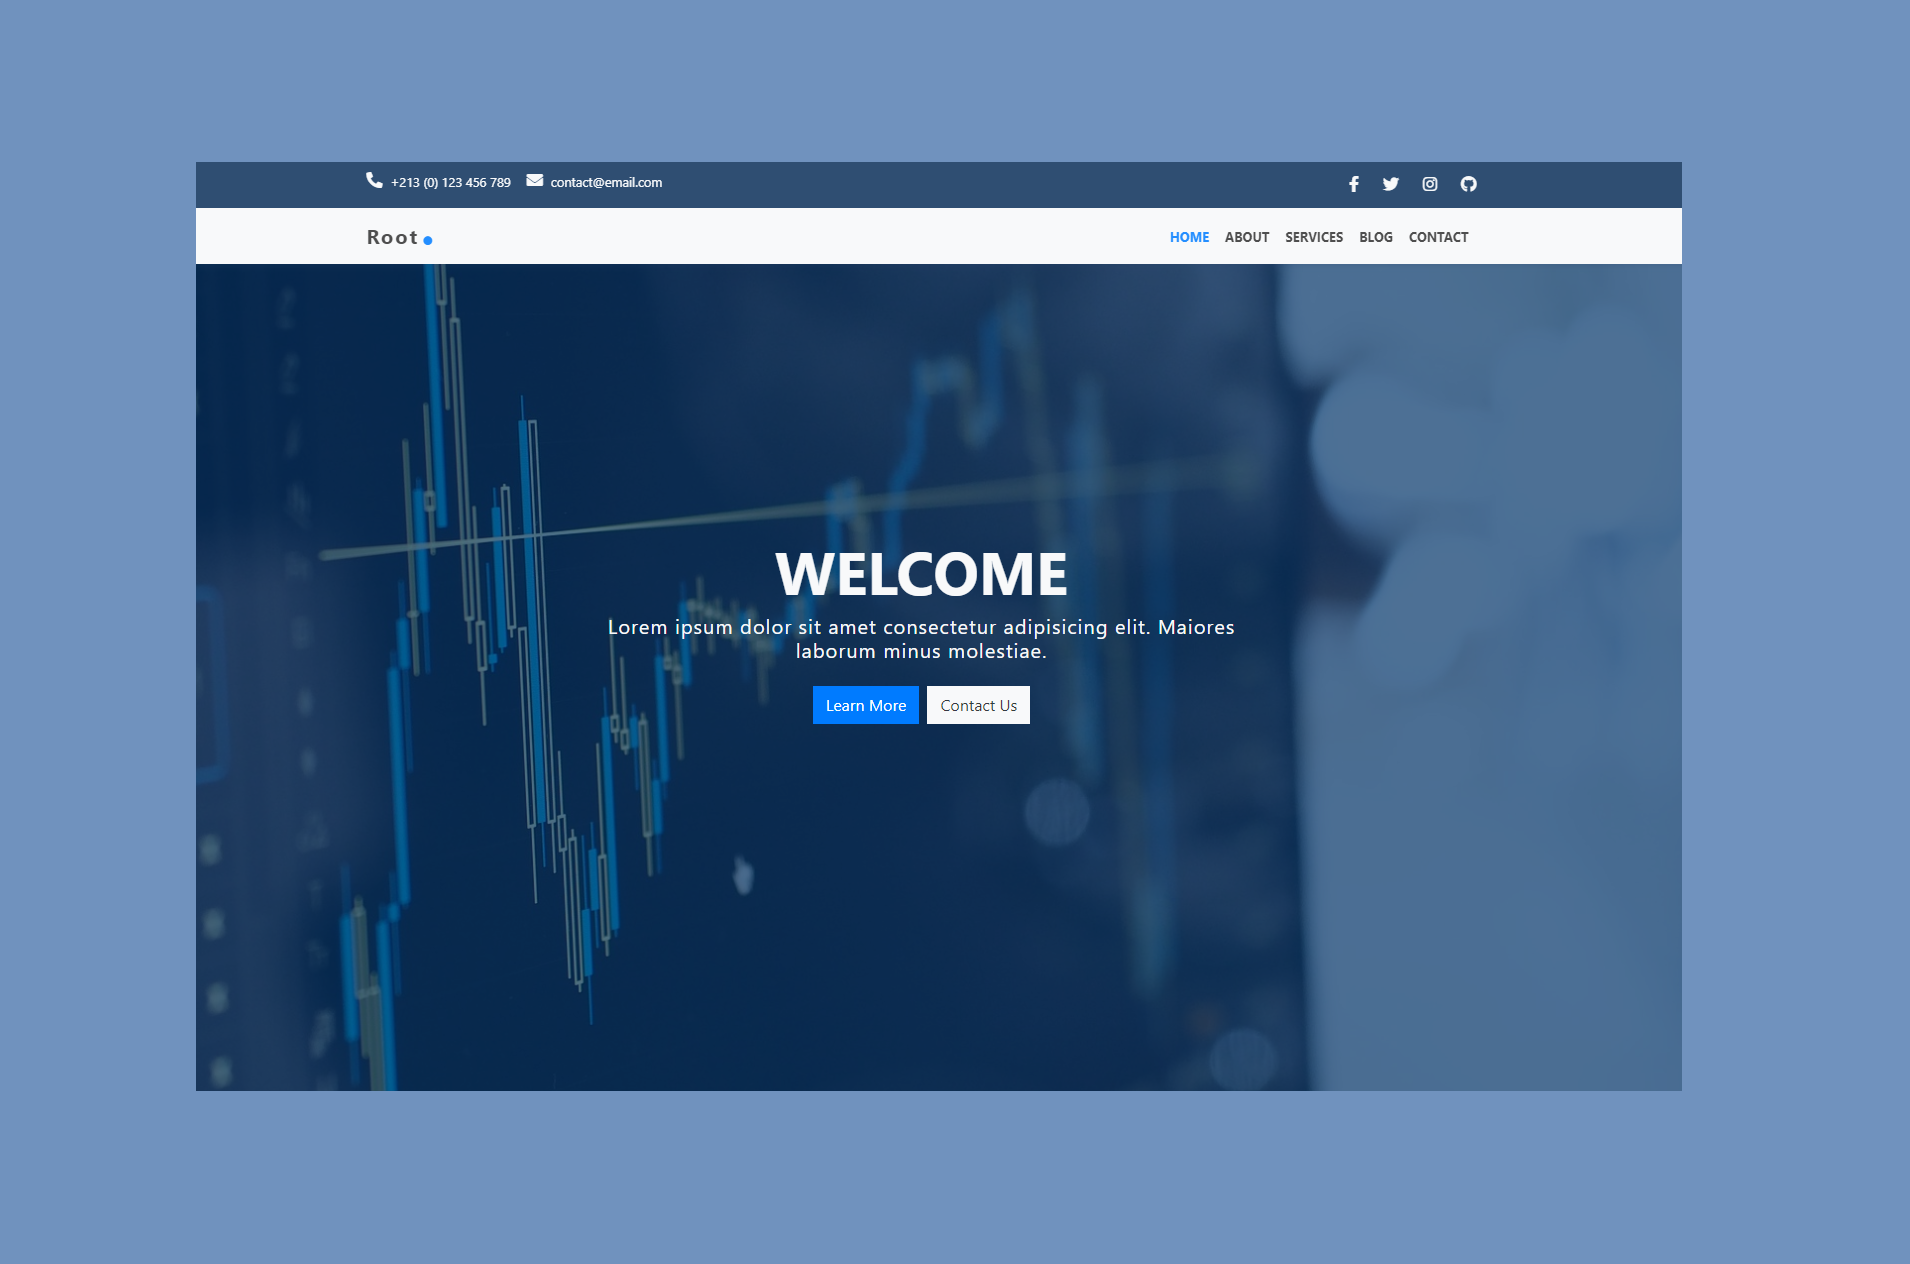 +213 (0) 123 456 789 contact@email.com
Root
HOME ABOUT SERVICES BLOG CONTACT
WELCOME
Lorem ipsum dolor sit amet consectetur adipisicing elit. Maiores
laborum minus molestiae.
Learn More Contact Us